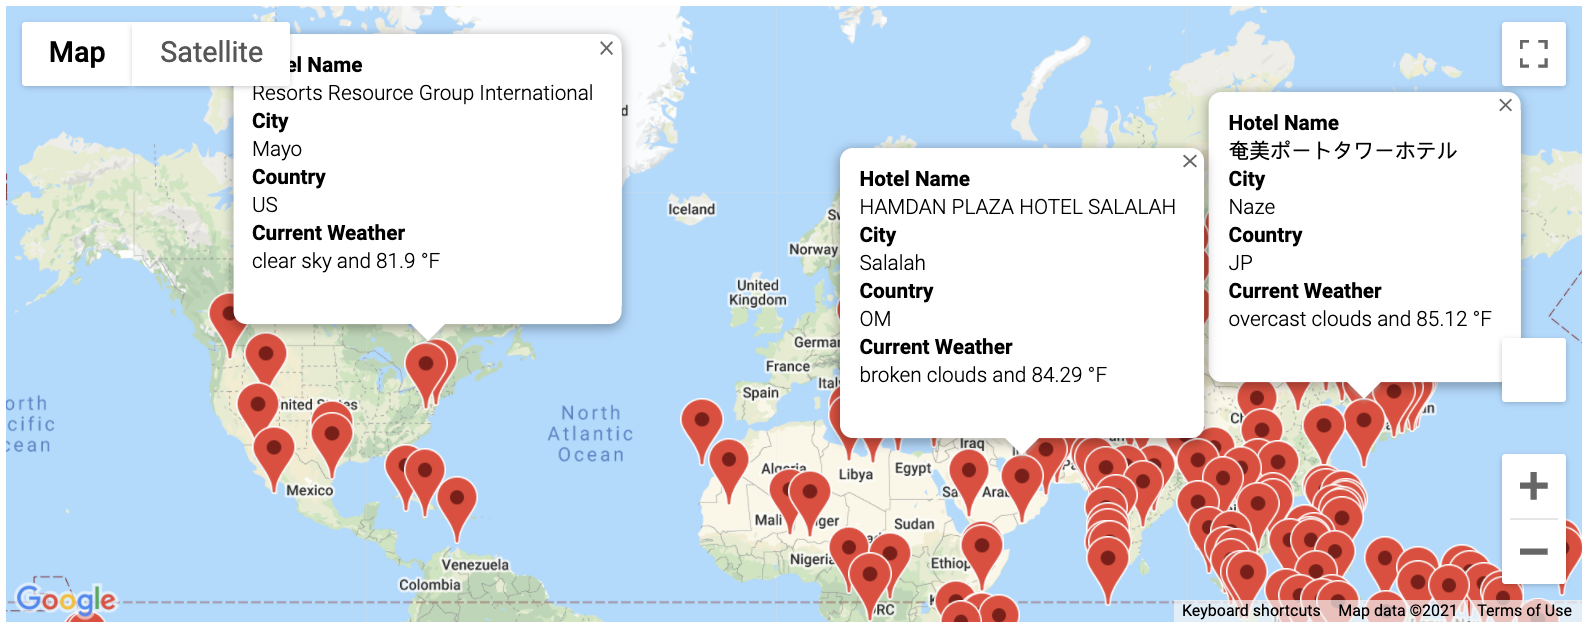 Map
Satellite
el Name
Resorts Resource Group International
City
Mayo
Country
US
Current Weather
clear sky and 81.9 °F
Hotel Name
HAMDAN PLAZA HOTEL SALALAH
City
Salalah
Country
OM
Current Weather
broken clouds and 84.29 °F
Hotel Name
奄美ポートタワーホテル
City
Naze
Country
JP
Current Weather
overcast clouds and 85.12 °F
Iceland
Norway
United
Kingdom
Germa
France
Spain
Ital
North
Atlantic
Ocean
orth
cific
cean
nited States
Mexico
Venezuela
Colombia
Algeria
Libya
Egypt
Iraq
Mali
iger
Sudan
Nigeria
Ethiop
DRC
Google
Keyboard shortcuts
Map data ©2021
Terms of Use